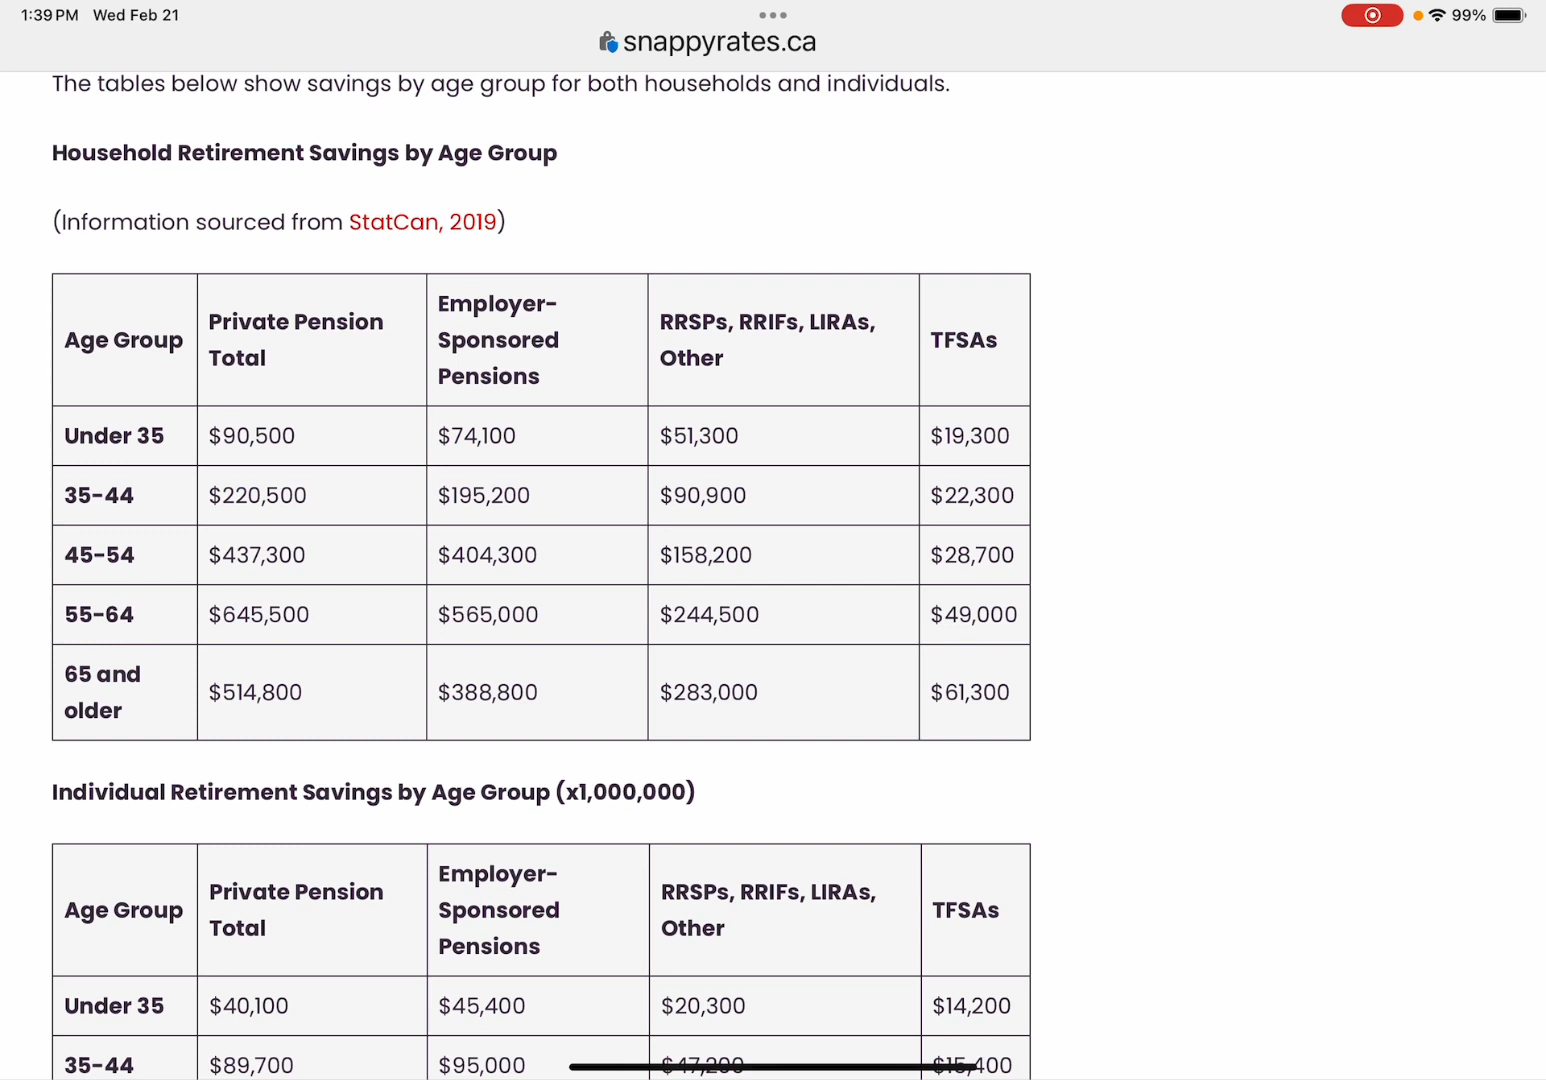 1:39 PM Wed Feb 21
99%
snappyrates.ca
The tables below show savings by age group for both households and individuals.
Household Retirement Savings by Age Group
(Information sourced from StatCan, 2019)
Age Group Private Pension Total Employer-Sponsored Pensions RRSPs, RRIFs, LIRAs, Other TFSAs
Under 35 $90,500 $74,100 $51,300 $19,300
35-44 $220,500 $195,200 $90,900 $22,300
45-54 $437,300 $404,300 $158,200 $28,700
55-64 $645,500 $565,000 $244,500 $49,000
65 and older $514,800 $388,800 $283,000 $61,300
Individual Retirement Savings by Age Group (x1,000,000)
Age Group Private Pension Total Employer-Sponsored Pensions RRSPs, RRIFs, LIRAs, Other TFSAs
Under 35 $40,100 $45,400 $20,300 $14,200
35-44 $89,700 $95,000 $47,200 $15,400